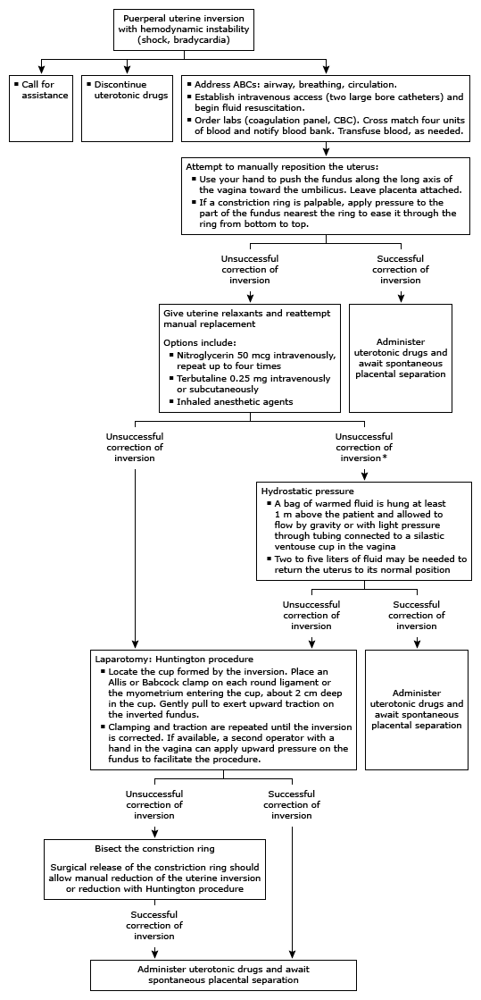 Puerperal uterine inversion
with hemodynamic instability
(shock, bradycardia)
▪ Call for
assistance
▪ Discontinue
uterotonic drugs
▪ Address ABCs: airway, breathing, circulation.
▪ Establish intravenous access (two large bore catheters) and
begin fluid resuscitation.
▪ Order labs (coagulation panel, CBC). Cross match four units
of blood and notify blood bank. Transfuse blood, as needed.
Attempt to manually reposition the uterus:
▪ Use your hand to push the fundus along the long axis of
the vagina toward the umbilicus. Leave placenta attached.
▪ If a constriction ring is palpable, apply pressure to the
part of the fundus nearest the ring to ease it through the
ring from bottom to top.
Unsuccessful
correction of
inversion
Successful
correction of
inversion
Give uterine relaxants and reattempt
manual replacement
Options include:
▪ Nitroglycerin 50 mcg intravenously,
repeat up to four times
▪ Terbutaline 0.25 mg intravenously
or subcutaneously
▪ Inhaled anesthetic agents
Administer
uterotonic drugs and
await spontaneous
placental separation
Unsuccessful
correction of
inversion
Unsuccessful
correction of
inversion*
Hydrostatic pressure
▪ A bag of warmed fluid is hung at least
1 m above the patient and allowed to
flow by gravity or with light pressure
through tubing connected to a silastic
ventouse cup in the vagina
▪ Two to five liters of fluid may be needed to
return the uterus to its normal position
Unsuccessful
correction of
inversion
Successful
correction of
inversion
Laparotomy: Huntington procedure
▪ Locate the cup formed by the inversion. Place an
Allis or Babcock clamp on each round ligament or
the myometrium entering the cup, about 2 cm deep
in the cup. Gently pull to exert upward traction on
the inverted fundus.
▪ Clamping and traction are repeated until the inversion
is corrected. If available, a second operator with a
hand in the vagina can apply upward pressure on the
fundus to facilitate the procedure.
Administer
uterotonic drugs and
await spontaneous
placental separation
Unsuccessful
correction of
inversion
Successful
correction of
inversion
Bisect the constriction ring
Surgical release of the constriction ring should
allow manual reduction of the uterine inversion
or reduction with Huntington procedure
Successful
correction of
inversion
Administer uterotonic drugs and await
spontaneous placental separation